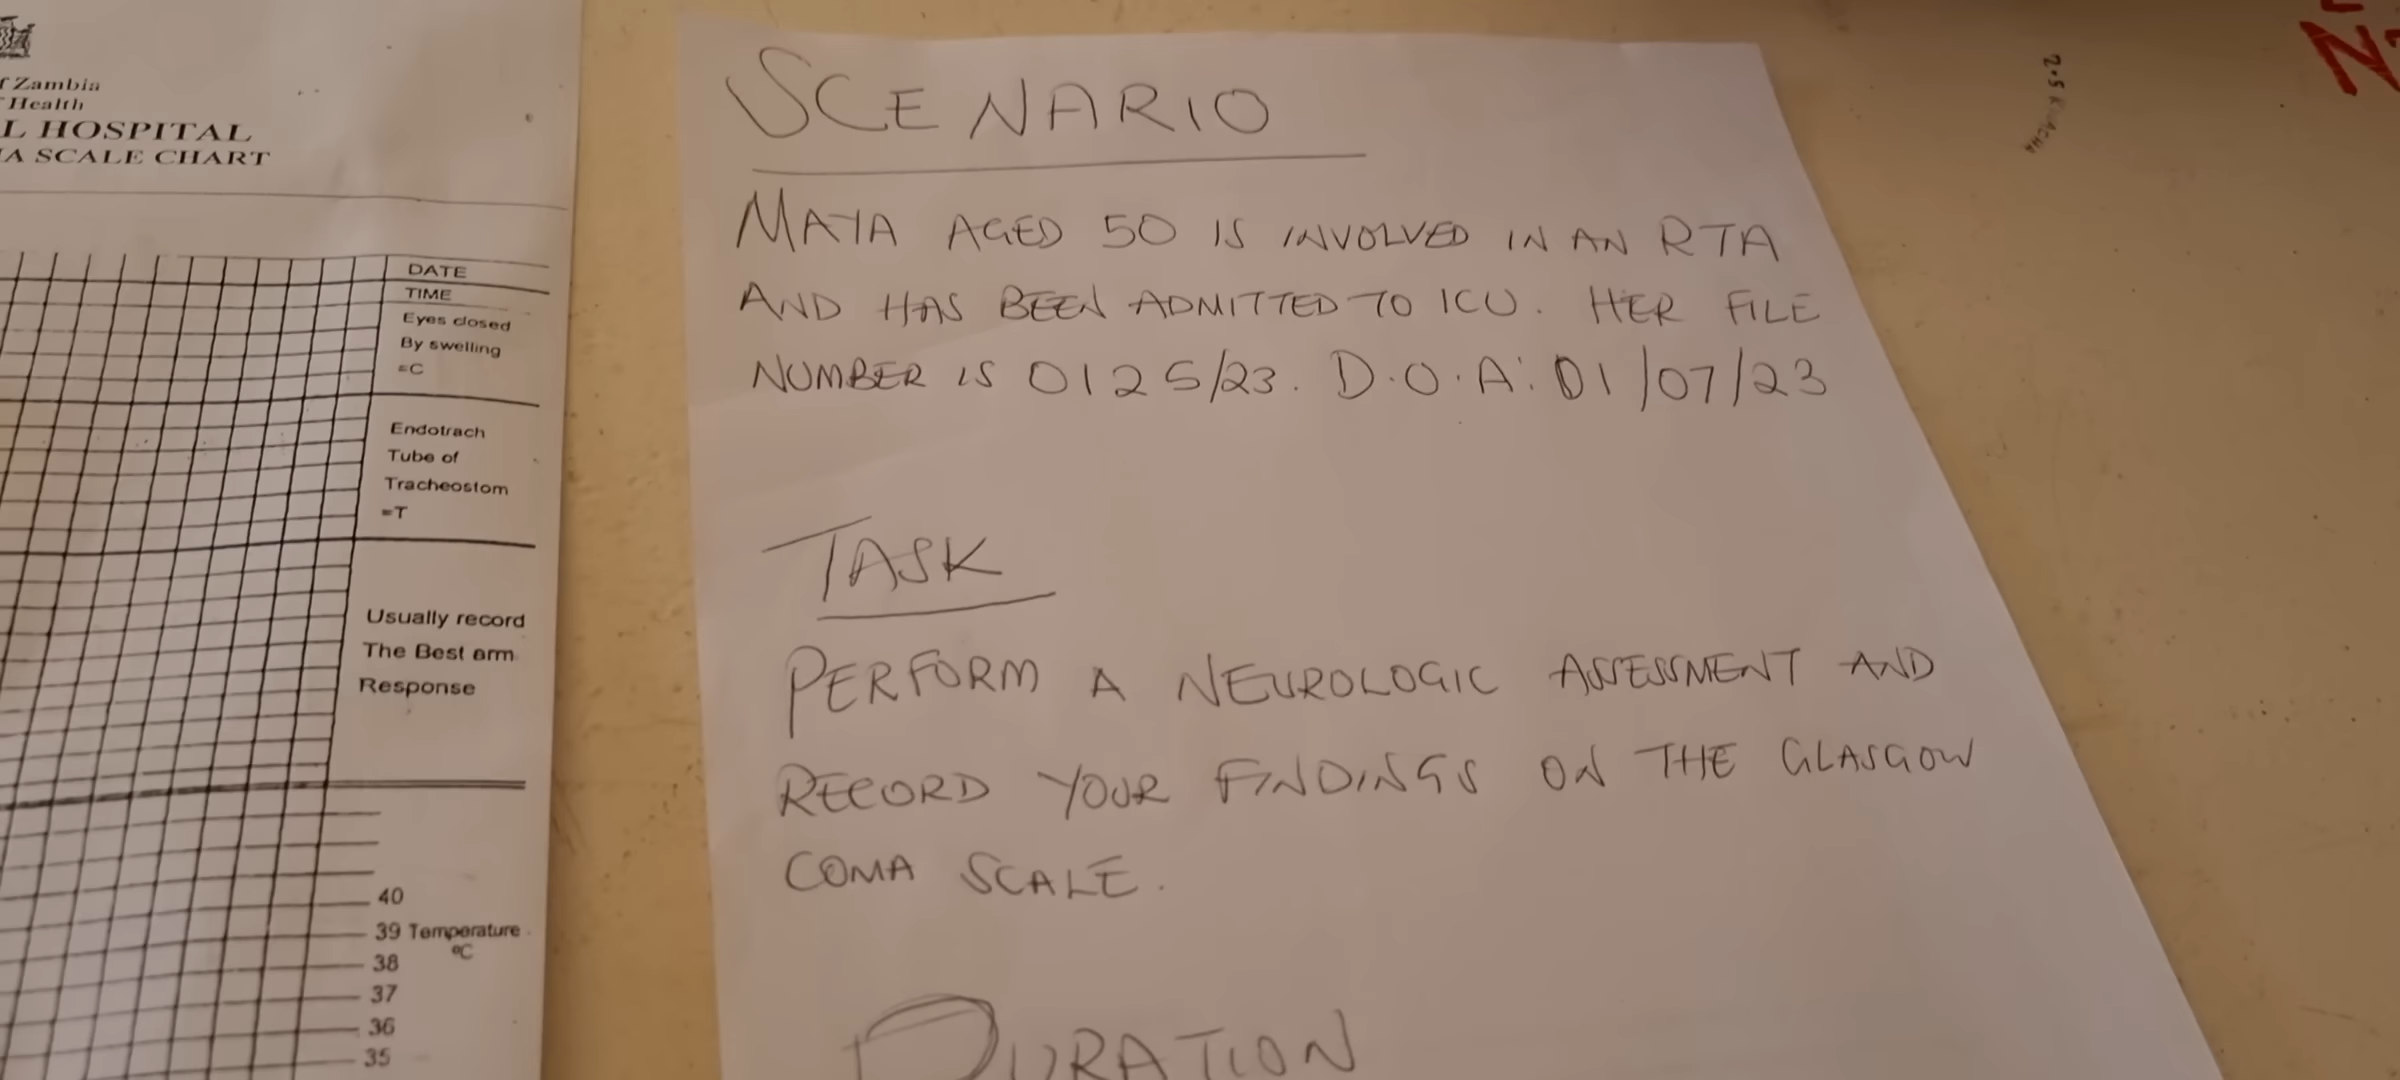 f Zambia
f Health
L HOSPITAL
A SCALE CHART
DATE
TIME
Eyes closed
By swelling
=C
Endotrach
Tube of
Tracheostom
=T
Usually record
The Best arm
Response
40
39 Temperature
°C
38
37
36
35
SCENARIO
MAYA AGED 50 IS INVOLVED IN AN RTA
AND HAS BEEN ADMITTED TO ICU. HER FILE
NUMBER IS 0125/23. D.O.A: 01/07/23
TASK
PERFORM A NEUROLOGIC ASSESSMENT AND
RECORD YOUR FINDINGS ON THE GLASGOW
COMA SCALE.
DURATION
2.5